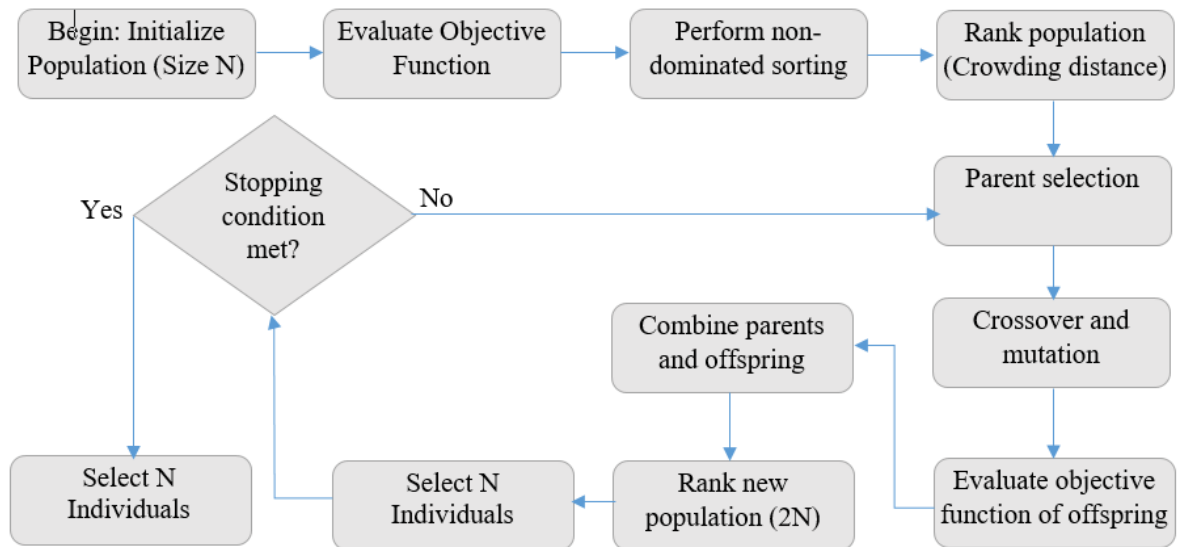 Begin: Initialize
Population (Size N)
Evaluate Objective
Function
Perform non-
dominated sorting
Rank population
(Crowding distance)
Parent selection
Crossover and
mutation
Evaluate objective
function of offspring
Combine parents
and offspring
Rank new
population (2N)
Select N
Individuals
Stopping
condition
met?
No
Yes
Select N
Individuals